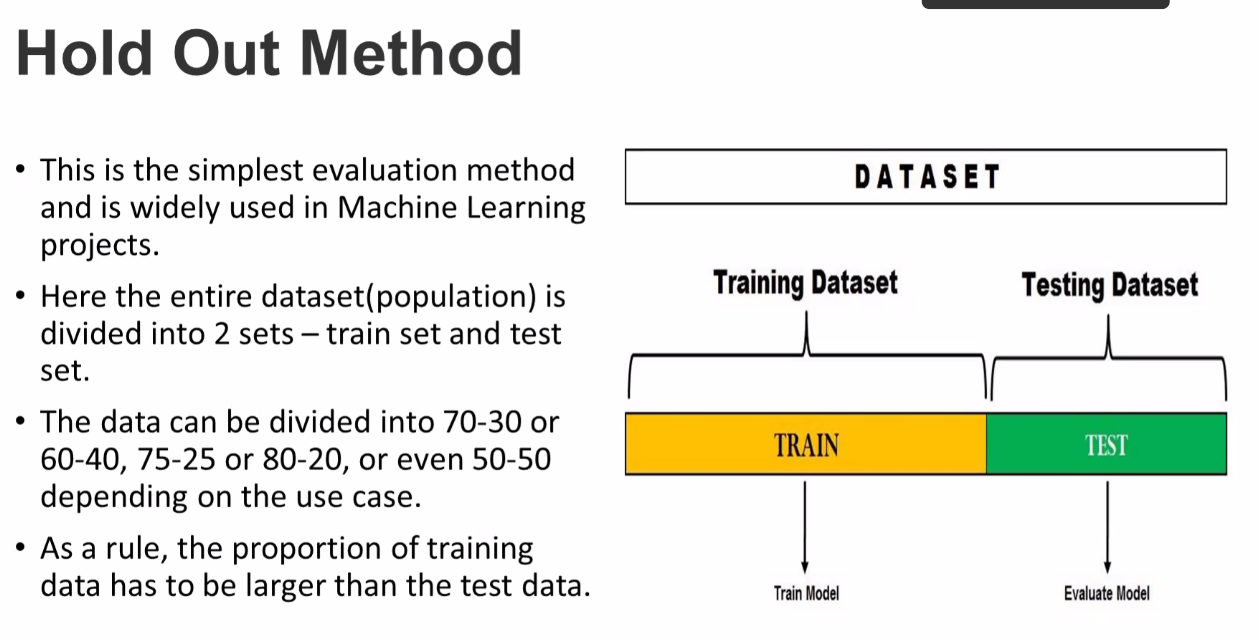 Hold Out Method
• This is the simplest evaluation method
and is widely used in Machine Learning
projects.
• Here the entire dataset(population) is
divided into 2 sets – train set and test
set.
• The data can be divided into 70-30 or
60-40, 75-25 or 80-20, or even 50-50
depending on the use case.
• As a rule, the proportion of training
data has to be larger than the test data.
DATASET
Training Dataset
Testing Dataset
TRAIN
TEST
Train Model
Evaluate Model